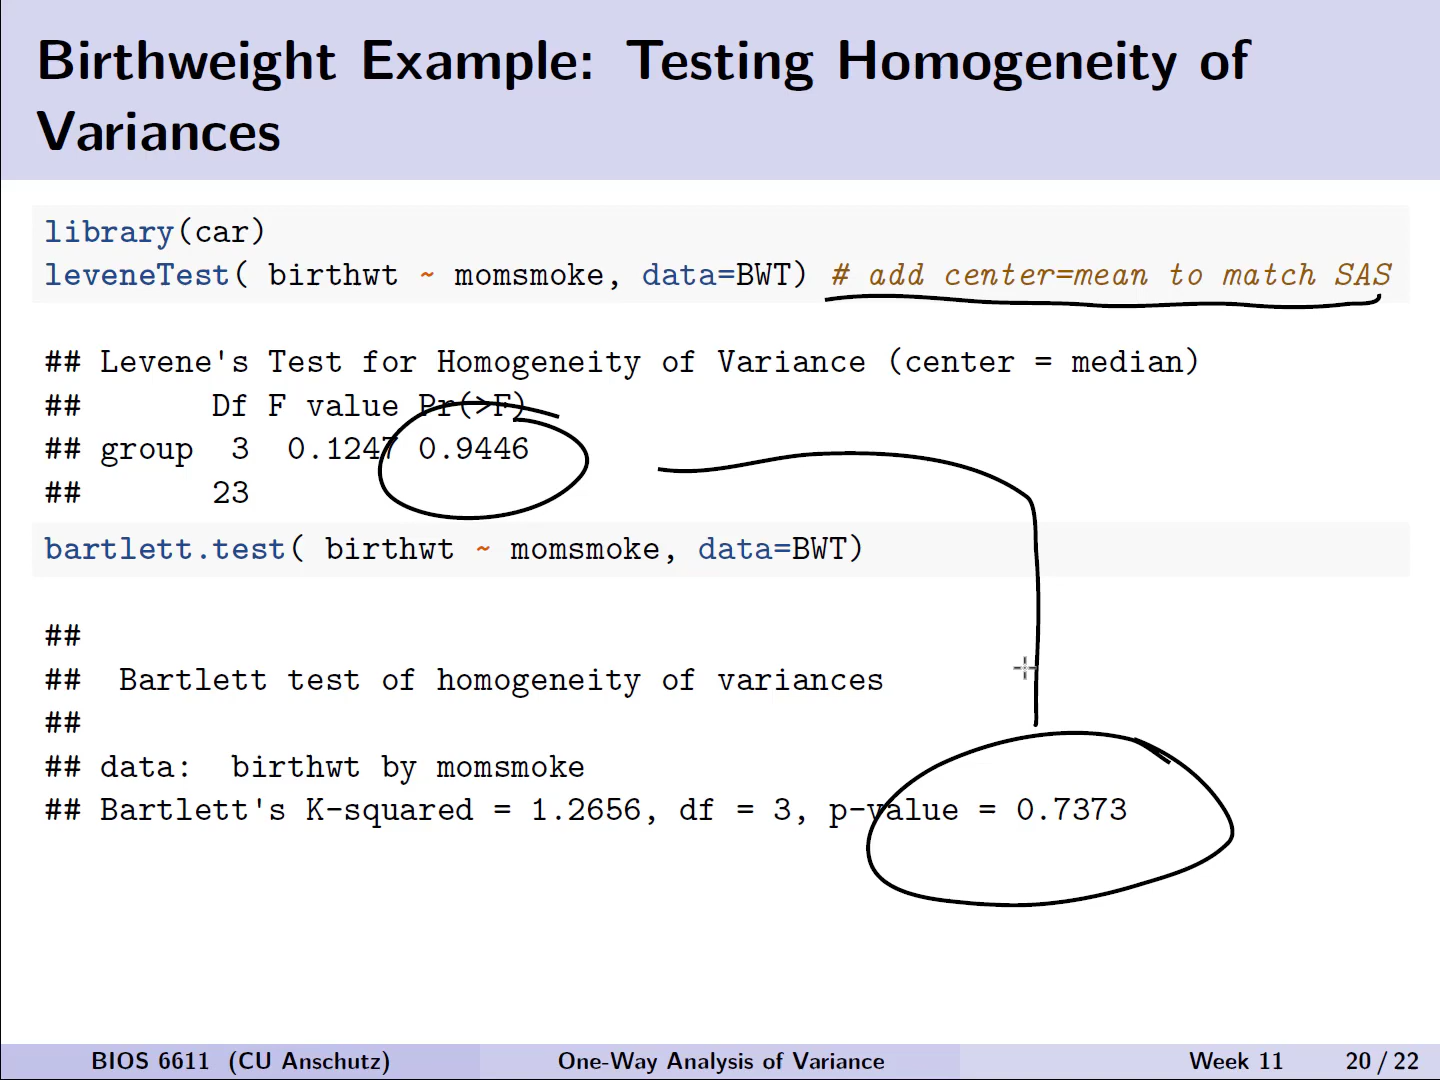 Birthweight Example: Testing Homogeneity of
Variances
library(car)
leveneTest( birthwt ~ momsmoke, data=BWT) # add center=mean to match SAS
## Levene's Test for Homogeneity of Variance (center = median)
##       Df F value Pr(>F)
## group  3  0.1247 0.9446
##       23
bartlett.test( birthwt ~ momsmoke, data=BWT)
##
##  Bartlett test of homogeneity of variances
##
## data:  birthwt by momsmoke
## Bartlett's K-squared = 1.2656, df = 3, p-value = 0.7373
BIOS 6611 (CU Anschutz) One-Way Analysis of Variance Week 11 20 / 22